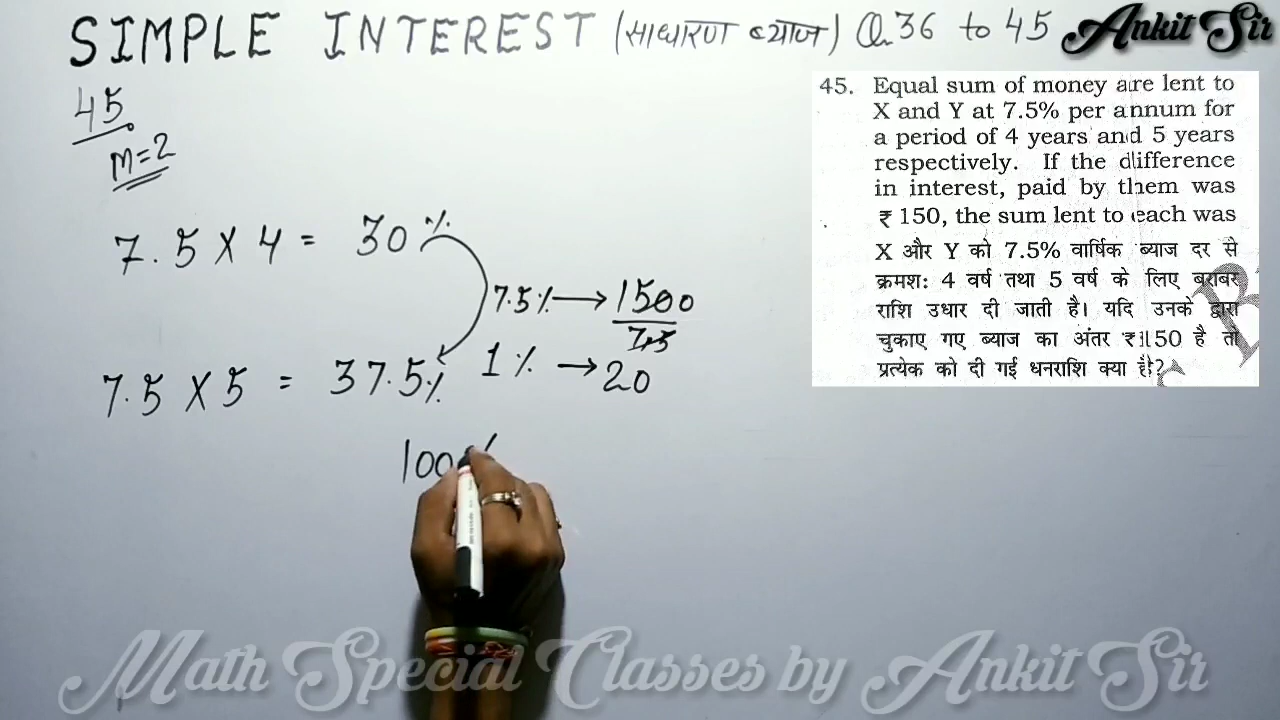 SIMPLE INTEREST (साधारण ब्याज) Q. 36 to 45
Ankit Sir
45.
M=2
7.5 X 4 = 30%
7.5% → 1500
7.5
1% → 20
7.5 X 5 = 37.5%
100%
45. Equal sum of money are lent to
X and Y at 7.5% per annum for
a period of 4 years and 5 years
respectively. If the difference
in interest, paid by them was
₹ 150, the sum lent to each was
X और Y को 7.5% वार्षिक ब्याज दर से
क्रमश: 4 वर्ष तथा 5 वर्ष के लिए बराबर
राशि उधार दी जाती है। यदि उनके द्वारा
चुकाए गए ब्याज का अंतर ₹ 150 है तो
प्रत्येक को दी गई धनराशि क्या है?
Math Special Classes by Ankit Sir